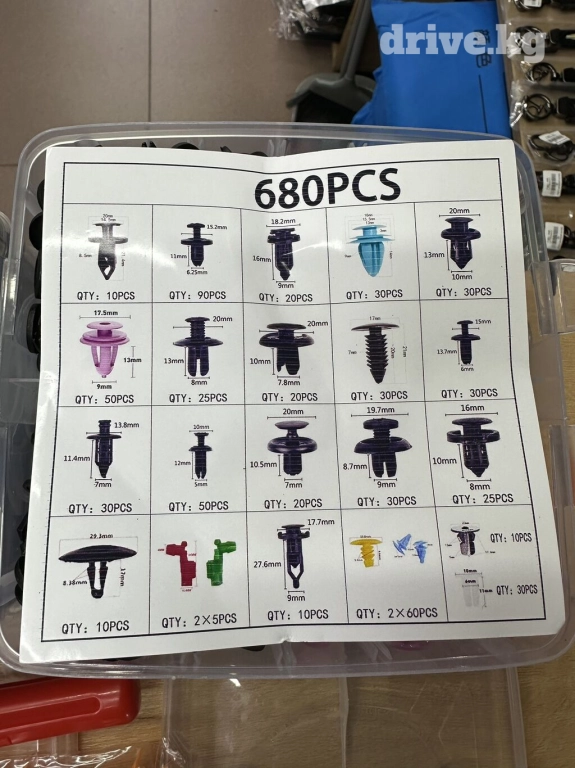 drive.kg
680PCS
20mm
QTY: 10PCS
15.2mm
11mm
6.25mm
QTY: 90PCS
18.2mm
16mm
9mm
QTY: 20PCS
QTY: 30PCS
20mm
13mm
10mm
QTY: 30PCS
17.5mm
13mm
9mm
QTY: 50PCS
20mm
13mm
8mm
QTY: 25PCS
20mm
10mm
7.8mm
QTY: 20PCS
17mm
7mm
QTY: 30PCS
15mm
13.7mm
6mm
QTY: 30PCS
13.8mm
11.4mm
7mm
QTY: 30PCS
10mm
12mm
5mm
QTY: 50PCS
20mm
10.5mm
7mm
QTY: 20PCS
19.7mm
8.7mm
9mm
QTY: 30PCS
16mm
10mm
8mm
QTY: 25PCS
29.3mm
8.38mm
17mm
QTY: 10PCS
QTY: 2×5PCS
17.7mm
27.6mm
9mm
QTY: 10PCS
QTY: 2×60PCS
QTY: 10PCS
QTY: 30PCS